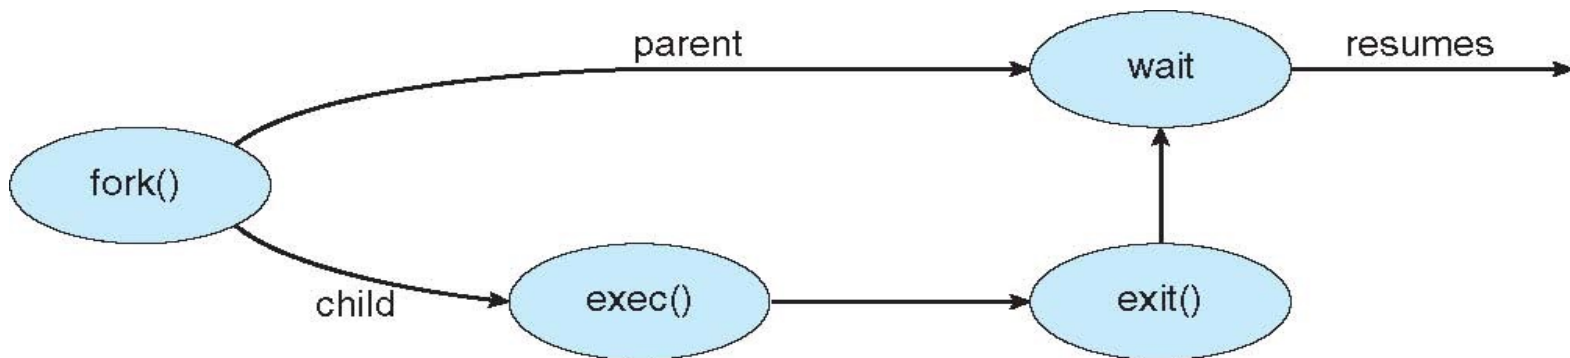 parent
wait
resumes
fork()
child
exec()
exit()